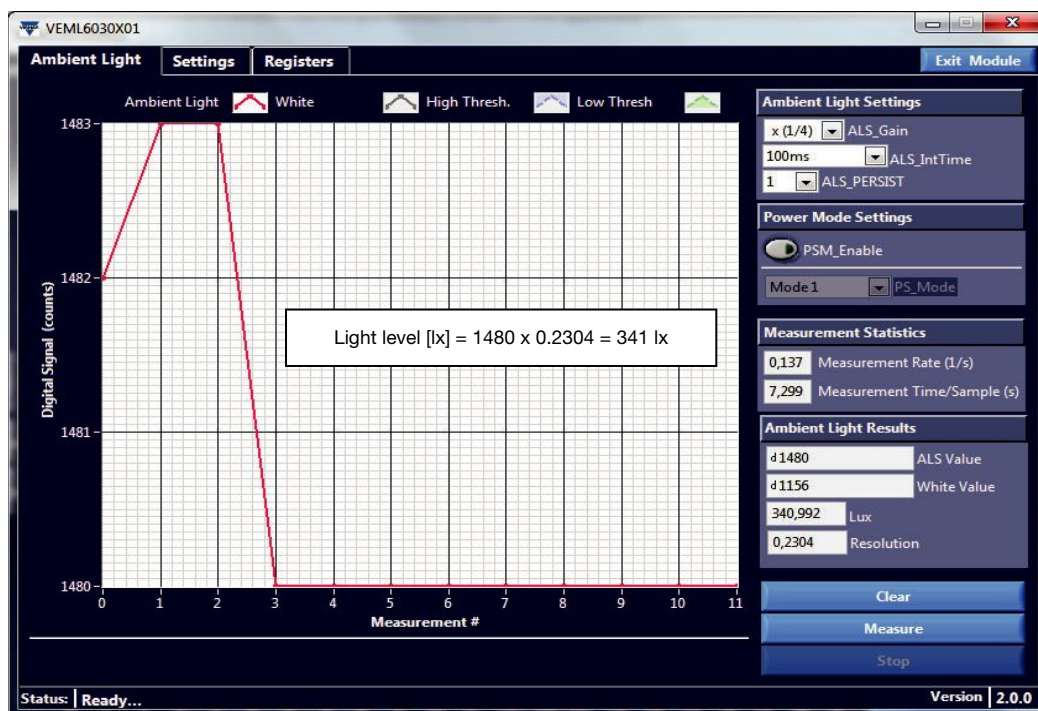 VEML6030X01
Ambient Light Settings Registers Exit Module
Ambient Light White High Thresh. Low Thresh
1483
1482
1481
1480
Digital Signal (counts)
0 1 2 3 4 5 6 7 8 9 10 11
Measurement #
Light level [lx] = 1480 x 0.2304 = 341 lx
Ambient Light Settings
x (1/4) ALS_Gain
100ms ALS_IntTime
1 ALS_PERSIST
Power Mode Settings
PSM_Enable
Mode1 PS_Mode
Measurement Statistics
0,137 Measurement Rate (1/s)
7,299 Measurement Time/Sample (s)
Ambient Light Results
d1480 ALS Value
d1156 White Value
340,992 Lux
0,2304 Resolution
Clear
Measure
Stop
Status: Ready... Version 2.0.0